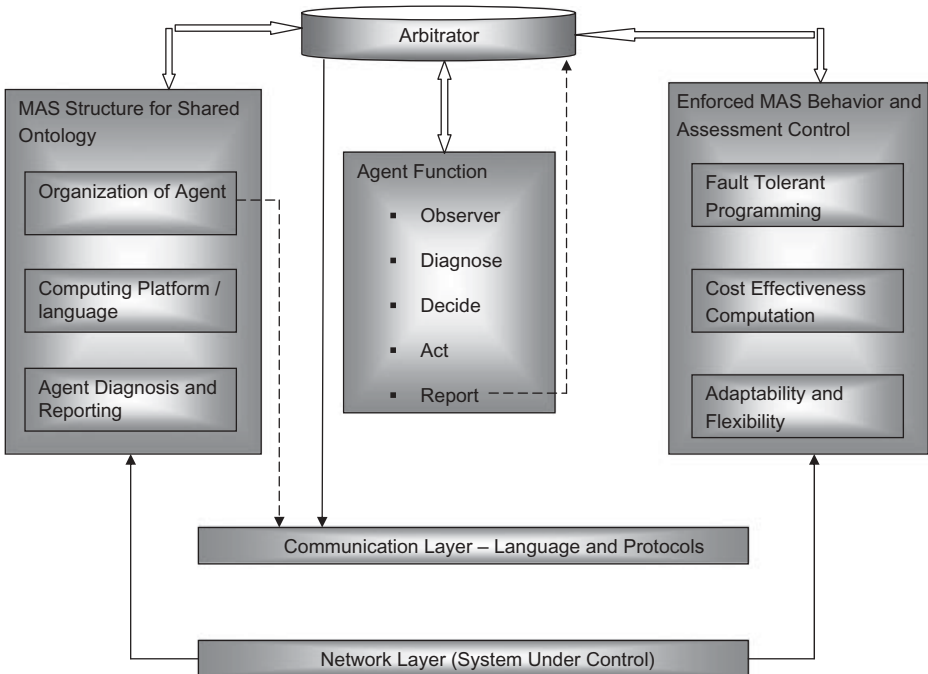 Arbitrator
MAS Structure for Shared
Ontology
Organization of Agent
Computing Platform /
language
Agent Diagnosis and
Reporting
Agent Function
▪ Observer
▪ Diagnose
▪ Decide
▪ Act
▪ Report
Enforced MAS Behavior and
Assessment Control
Fault Tolerant
Programming
Cost Effectiveness
Computation
Adaptability and
Flexibility
Communication Layer – Language and Protocols
Network Layer (System Under Control)